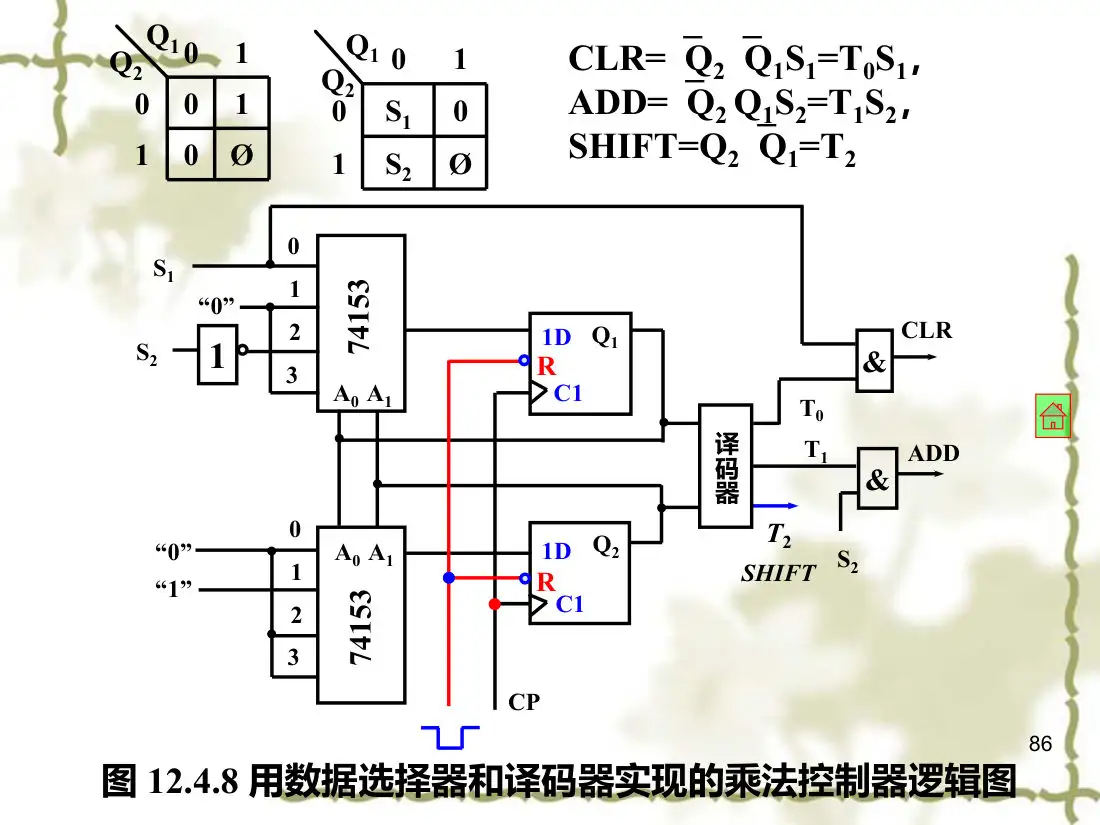 Q₁ 0 1
Q₂
0 0 1
1 0 Ø
Q₁ 0 1
Q₂
0 S₁ 0
1 S₂ Ø
CLR= Q̅₂ Q̅₁S₁=T₀S₁,
ADD= Q̅₂ Q₁S₂=T₁S₂,
SHIFT=Q₂ Q̅₁=T₂
S₁
“0”
S₂
1
0
1
2
3
74153
A₀ A₁
1D Q₁
R
C1
译码器
T₀
T₁
T₂
SHIFT
&
CLR
&
ADD
S₂
“0”
“1”
0
1
2
3
A₀ A₁
74153
1D Q₂
R
C1
CP
86
图 12.4.8 用数据选择器和译码器实现的乘法控制器逻辑图